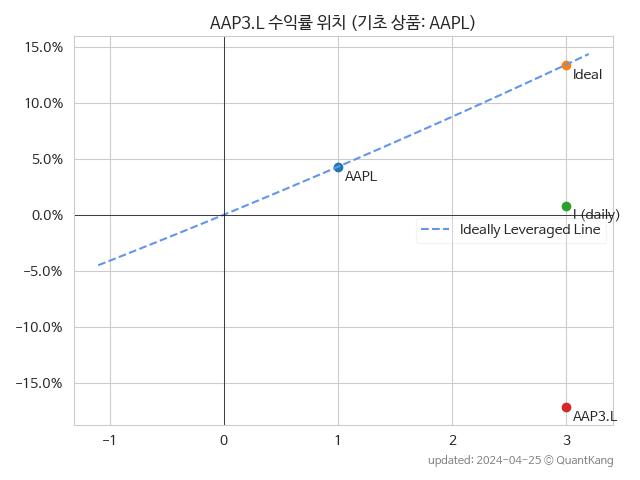 AAP3.L 수익률 위치 (기초 상품: AAPL)
15.0%
10.0%
5.0%
0.0%
−5.0%
−10.0%
−15.0%
Ideal
AAPL
I (daily)
Ideally Leveraged Line
AAP3.L
−1
0
1
2
3
updated: 2024-04-25 © QuantKang